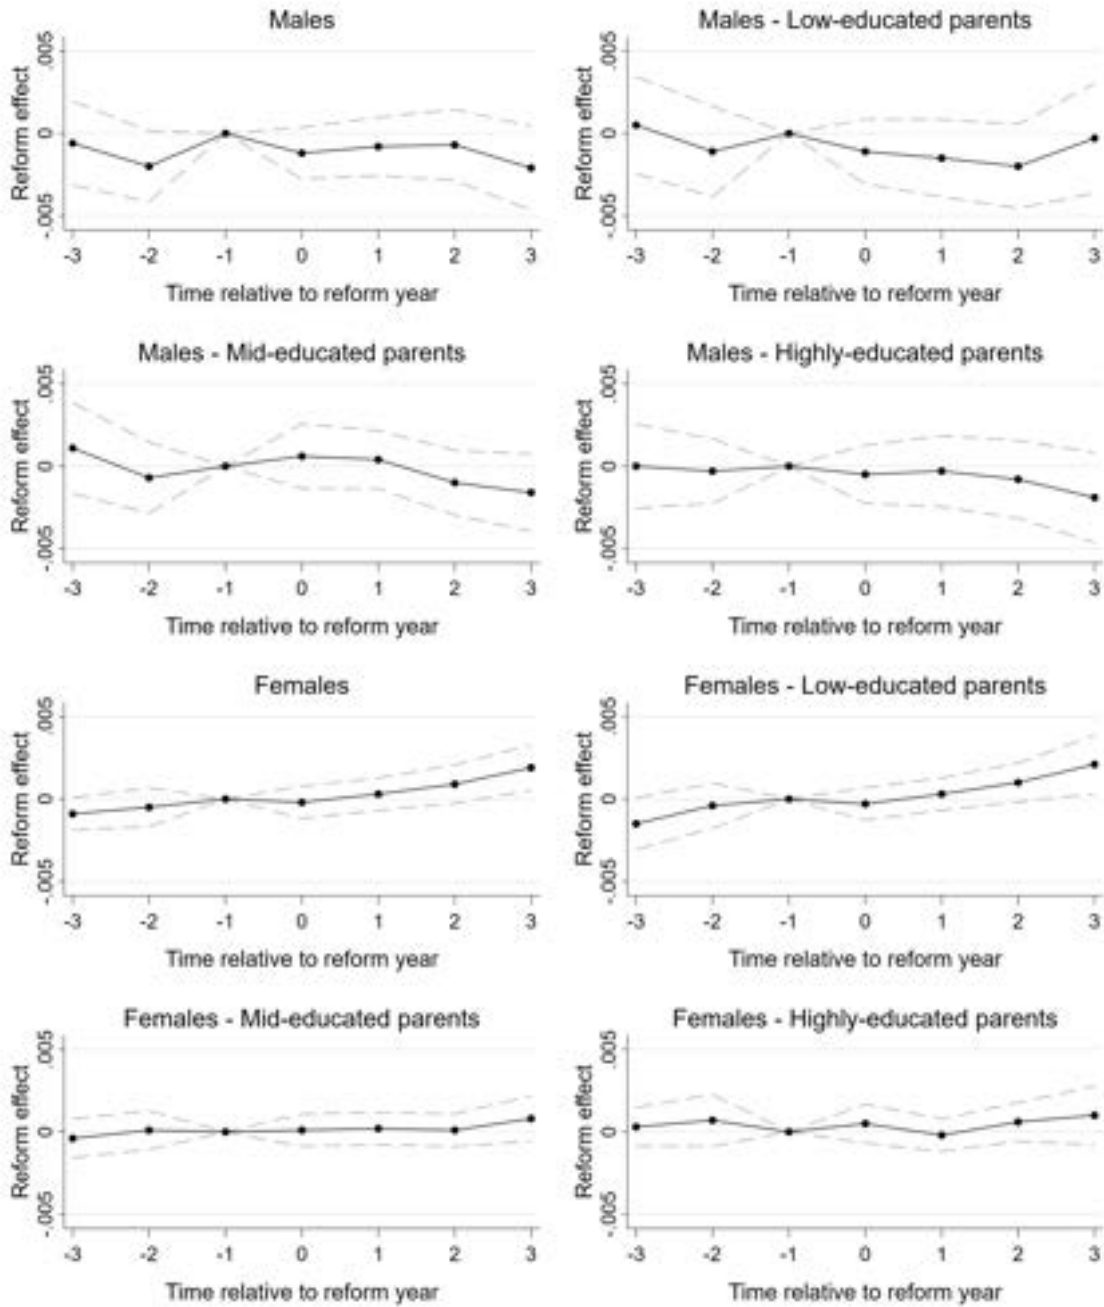 Males
Reform effect
.005
0
-.005
-3 -2 -1 0 1 2 3
Time relative to reform year
Males - Low-educated parents
Reform effect
.005
0
-.005
-3 -2 -1 0 1 2 3
Time relative to reform year
Males - Mid-educated parents
Reform effect
.005
0
-.005
-3 -2 -1 0 1 2 3
Time relative to reform year
Males - Highly-educated parents
Reform effect
.005
0
-.005
-3 -2 -1 0 1 2 3
Time relative to reform year
Females
Reform effect
.005
0
-.005
-3 -2 -1 0 1 2 3
Time relative to reform year
Females - Low-educated parents
Reform effect
.005
0
-.005
-3 -2 -1 0 1 2 3
Time relative to reform year
Females - Mid-educated parents
Reform effect
.005
0
-.005
-3 -2 -1 0 1 2 3
Time relative to reform year
Females - Highly-educated parents
Reform effect
.005
0
-.005
-3 -2 -1 0 1 2 3
Time relative to reform year